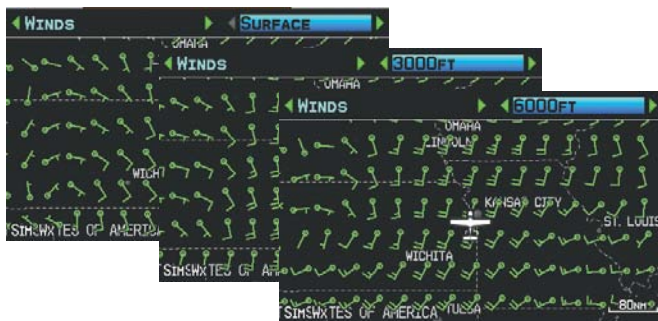 WINDS SURFACE
OMAHA
WICHT
SIMSWXTES OF AMERICA
WINDS 3000FT
OMAHA
SIMSWXTES OF AM
WINDS 6000FT
OMAHA
LINCOLN
KANSAS CITY
ST. LOUIS
WICHITA
80NM
SIMSWXTES OF AMERICA TULSA